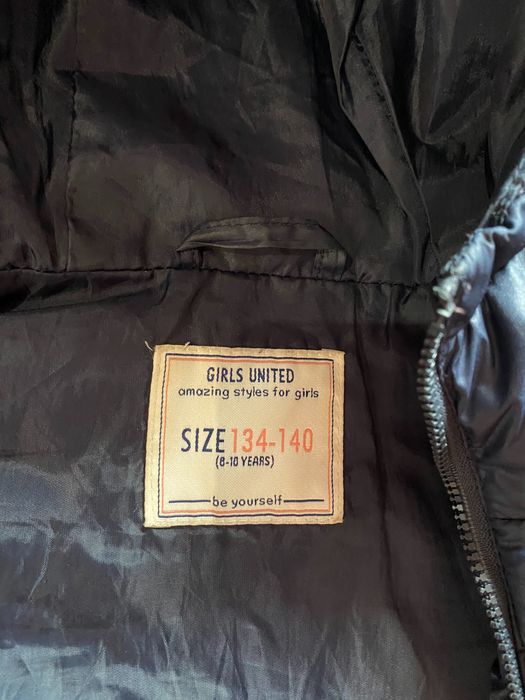 GIRLS UNITED
amazing styles for girls
SIZE 134-140
(8-10 YEARS)
be yourself